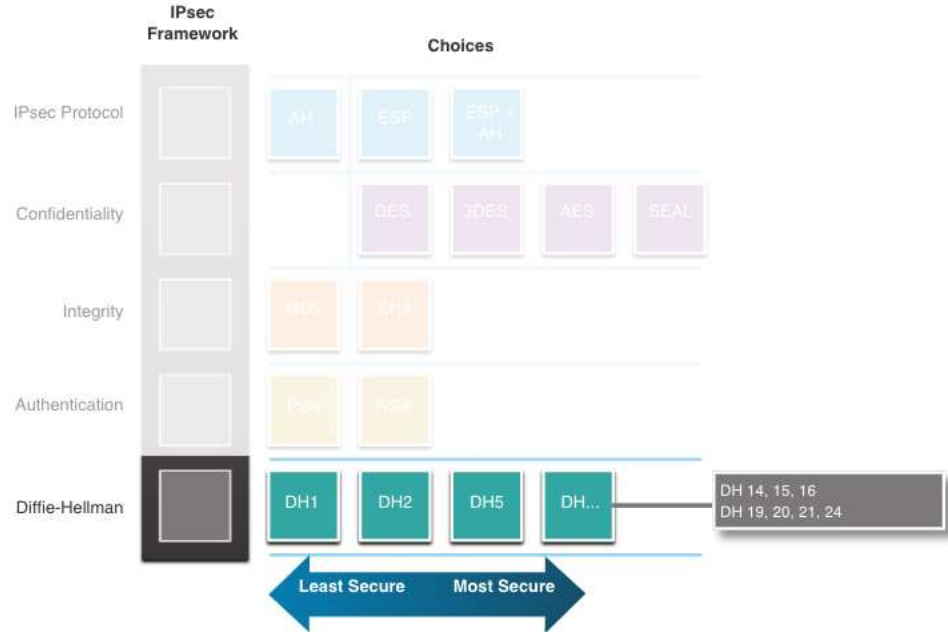 IPsec
Framework
Choices
IPsec Protocol
AH
ESP
ESP +
AH
Confidentiality
DES
3DES
AES
SEAL
Integrity
MD5
SHA
Authentication
PSK
RSA
Diffie-Hellman
DH1
DH2
DH5
DH...
DH 14, 15, 16
DH 19, 20, 21, 24
Least Secure
Most Secure